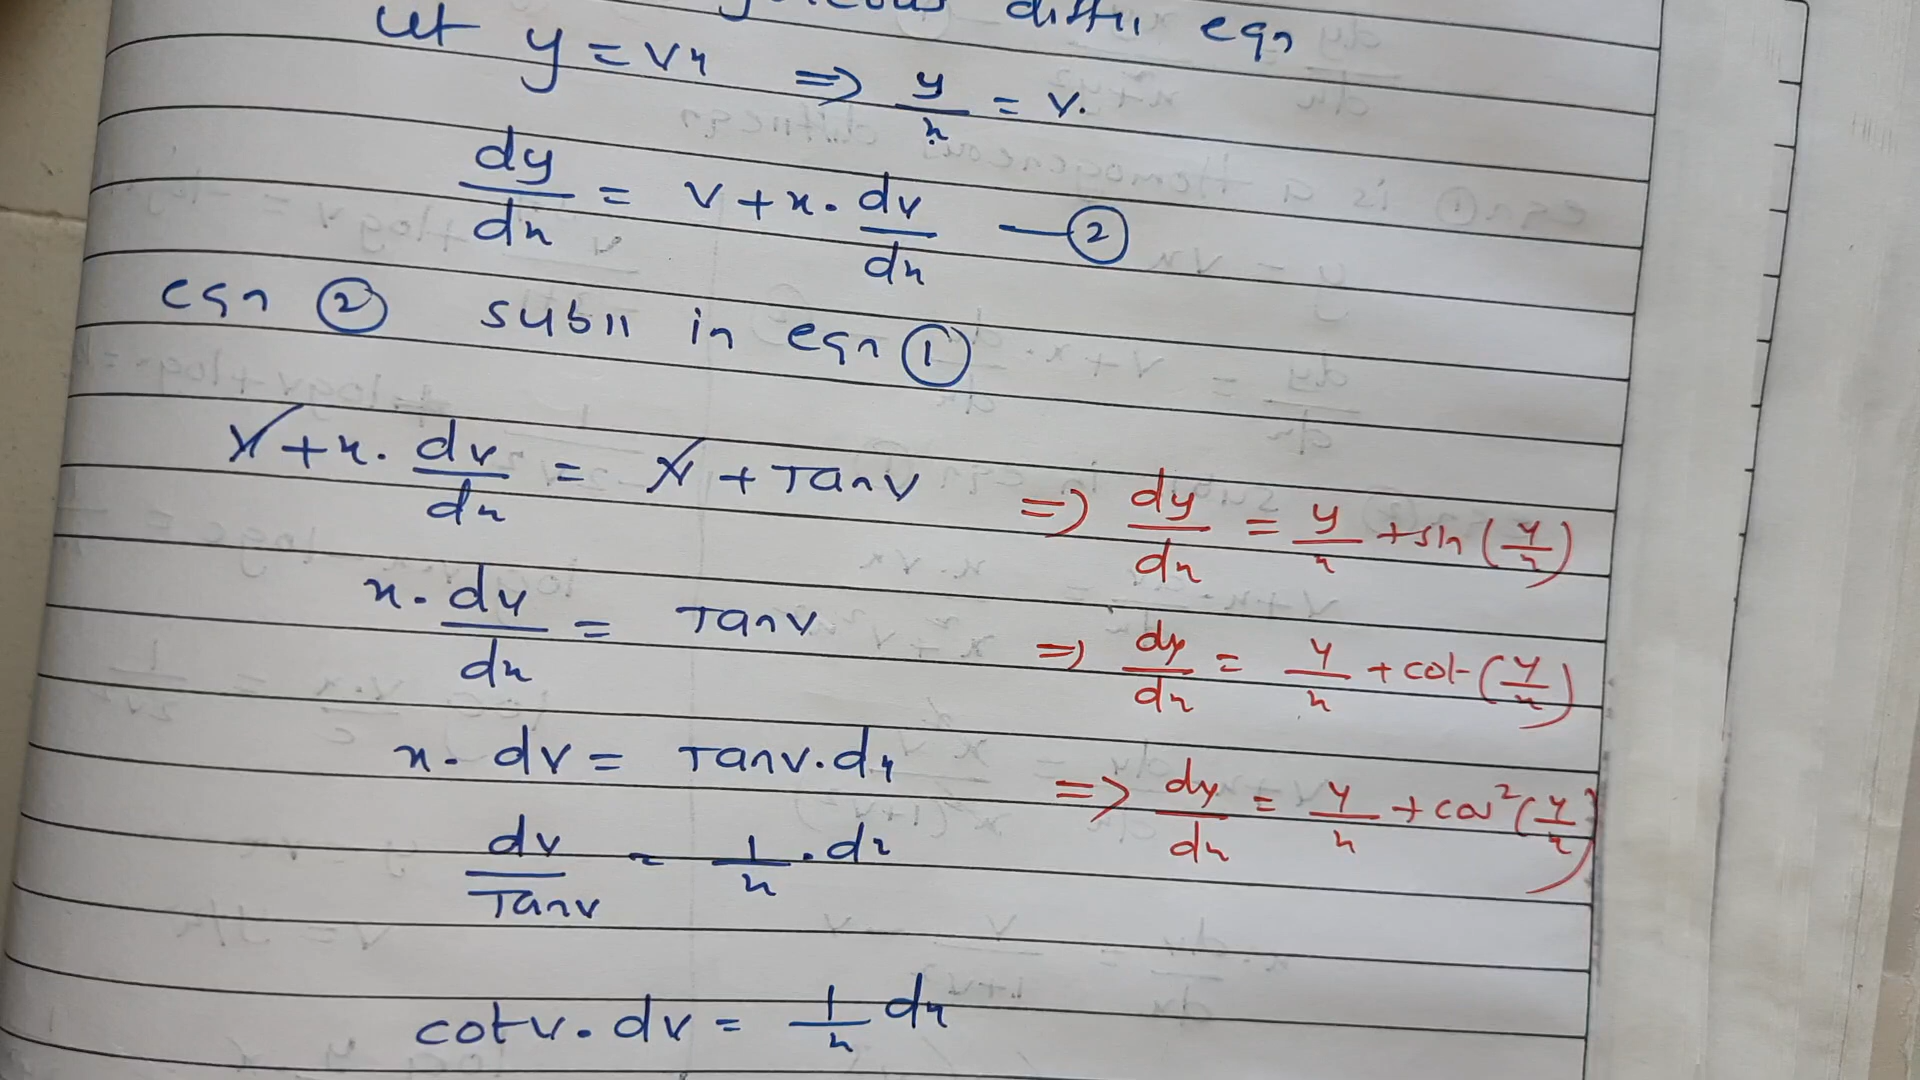 diffn eqn
let y = vx ⇒ y/x = v.
dy/dx = v + x. dv/dx — ②
eqn ② subn in eqn ①
v + x. dv/dx = v + Tanv ⇒ dy/dx = y/x + sin (y/x)
x. dv/dx = Tanv ⇒ dy/dx = y/x + cot (y/x)
x. dv = Tanv.dx ⇒ dy/dx = y/x + cos²(y/x)
dv/Tanv = 1/x . dx
cotv. dv = 1/x dx